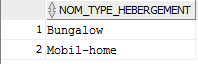 NOM_TYPE_HEBERGEMENT
1 Bungalow
2 Mobil-home